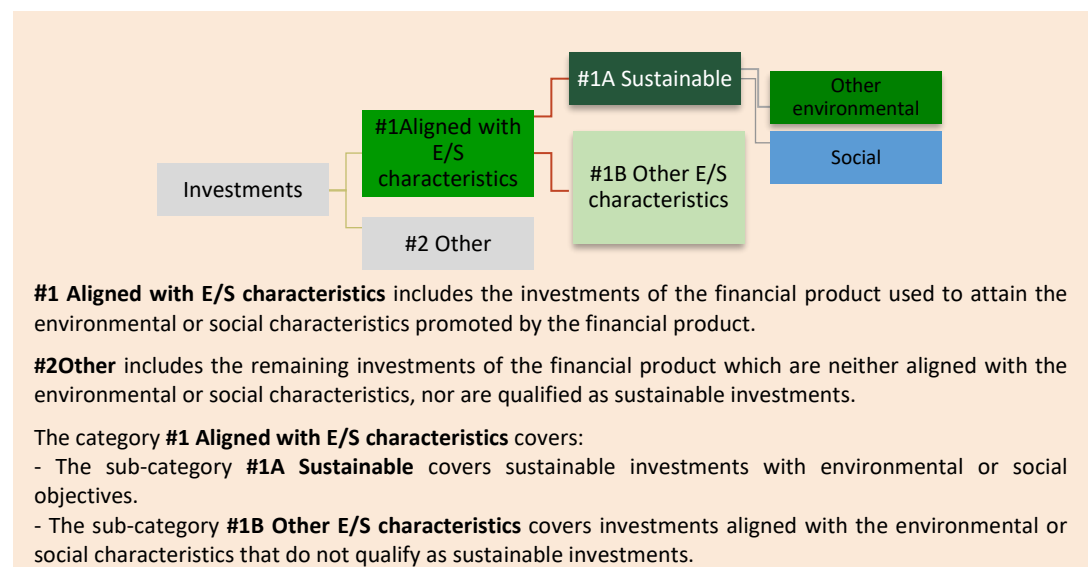 #1A Sustainable
Other
environmental
#1Aligned with
E/S
characteristics
Social
#1B Other E/S
characteristics
Investments
#2 Other
#1 Aligned with E/S characteristics includes the investments of the financial product used to attain the
environmental or social characteristics promoted by the financial product.
#2Other includes the remaining investments of the financial product which are neither aligned with the
environmental or social characteristics, nor are qualified as sustainable investments.
The category #1 Aligned with E/S characteristics covers:
- The sub-category #1A Sustainable covers sustainable investments with environmental or social
objectives.
- The sub-category #1B Other E/S characteristics covers investments aligned with the environmental or
social characteristics that do not qualify as sustainable investments.